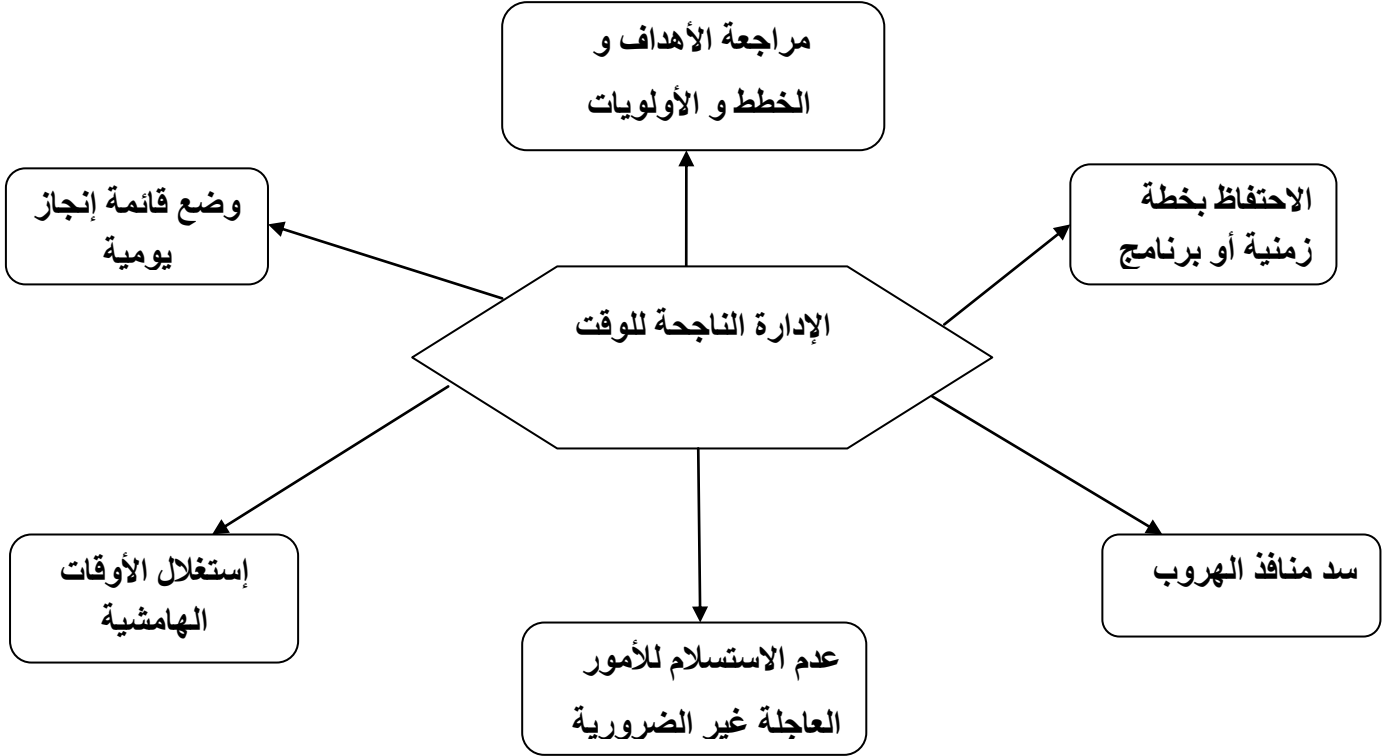 مراجعة الأهداف و
الخطط و الأولويات
الاحتفاظ بخطة
زمنية أو برنامج
وضع قائمة إنجاز
يومية
الإدارة الناجحة للوقت
سد منافذ الهروب
إستغلال الأوقات
الهامشية
عدم الاستسلام للأمور
العاجلة غير الضرورية